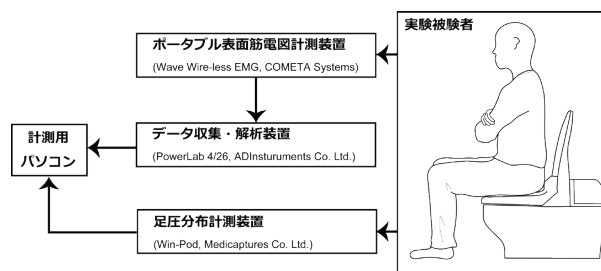 実験被験者
ポータブル表面筋電図計測装置
(Wave Wire-less EMG, COMETA Systems)
データ収集・解析装置
(PowerLab 4/26, ADInsturuments Co. Ltd.)
計測用
パソコン
足圧分布計測装置
(Win-Pod, Medicaptures Co. Ltd.)